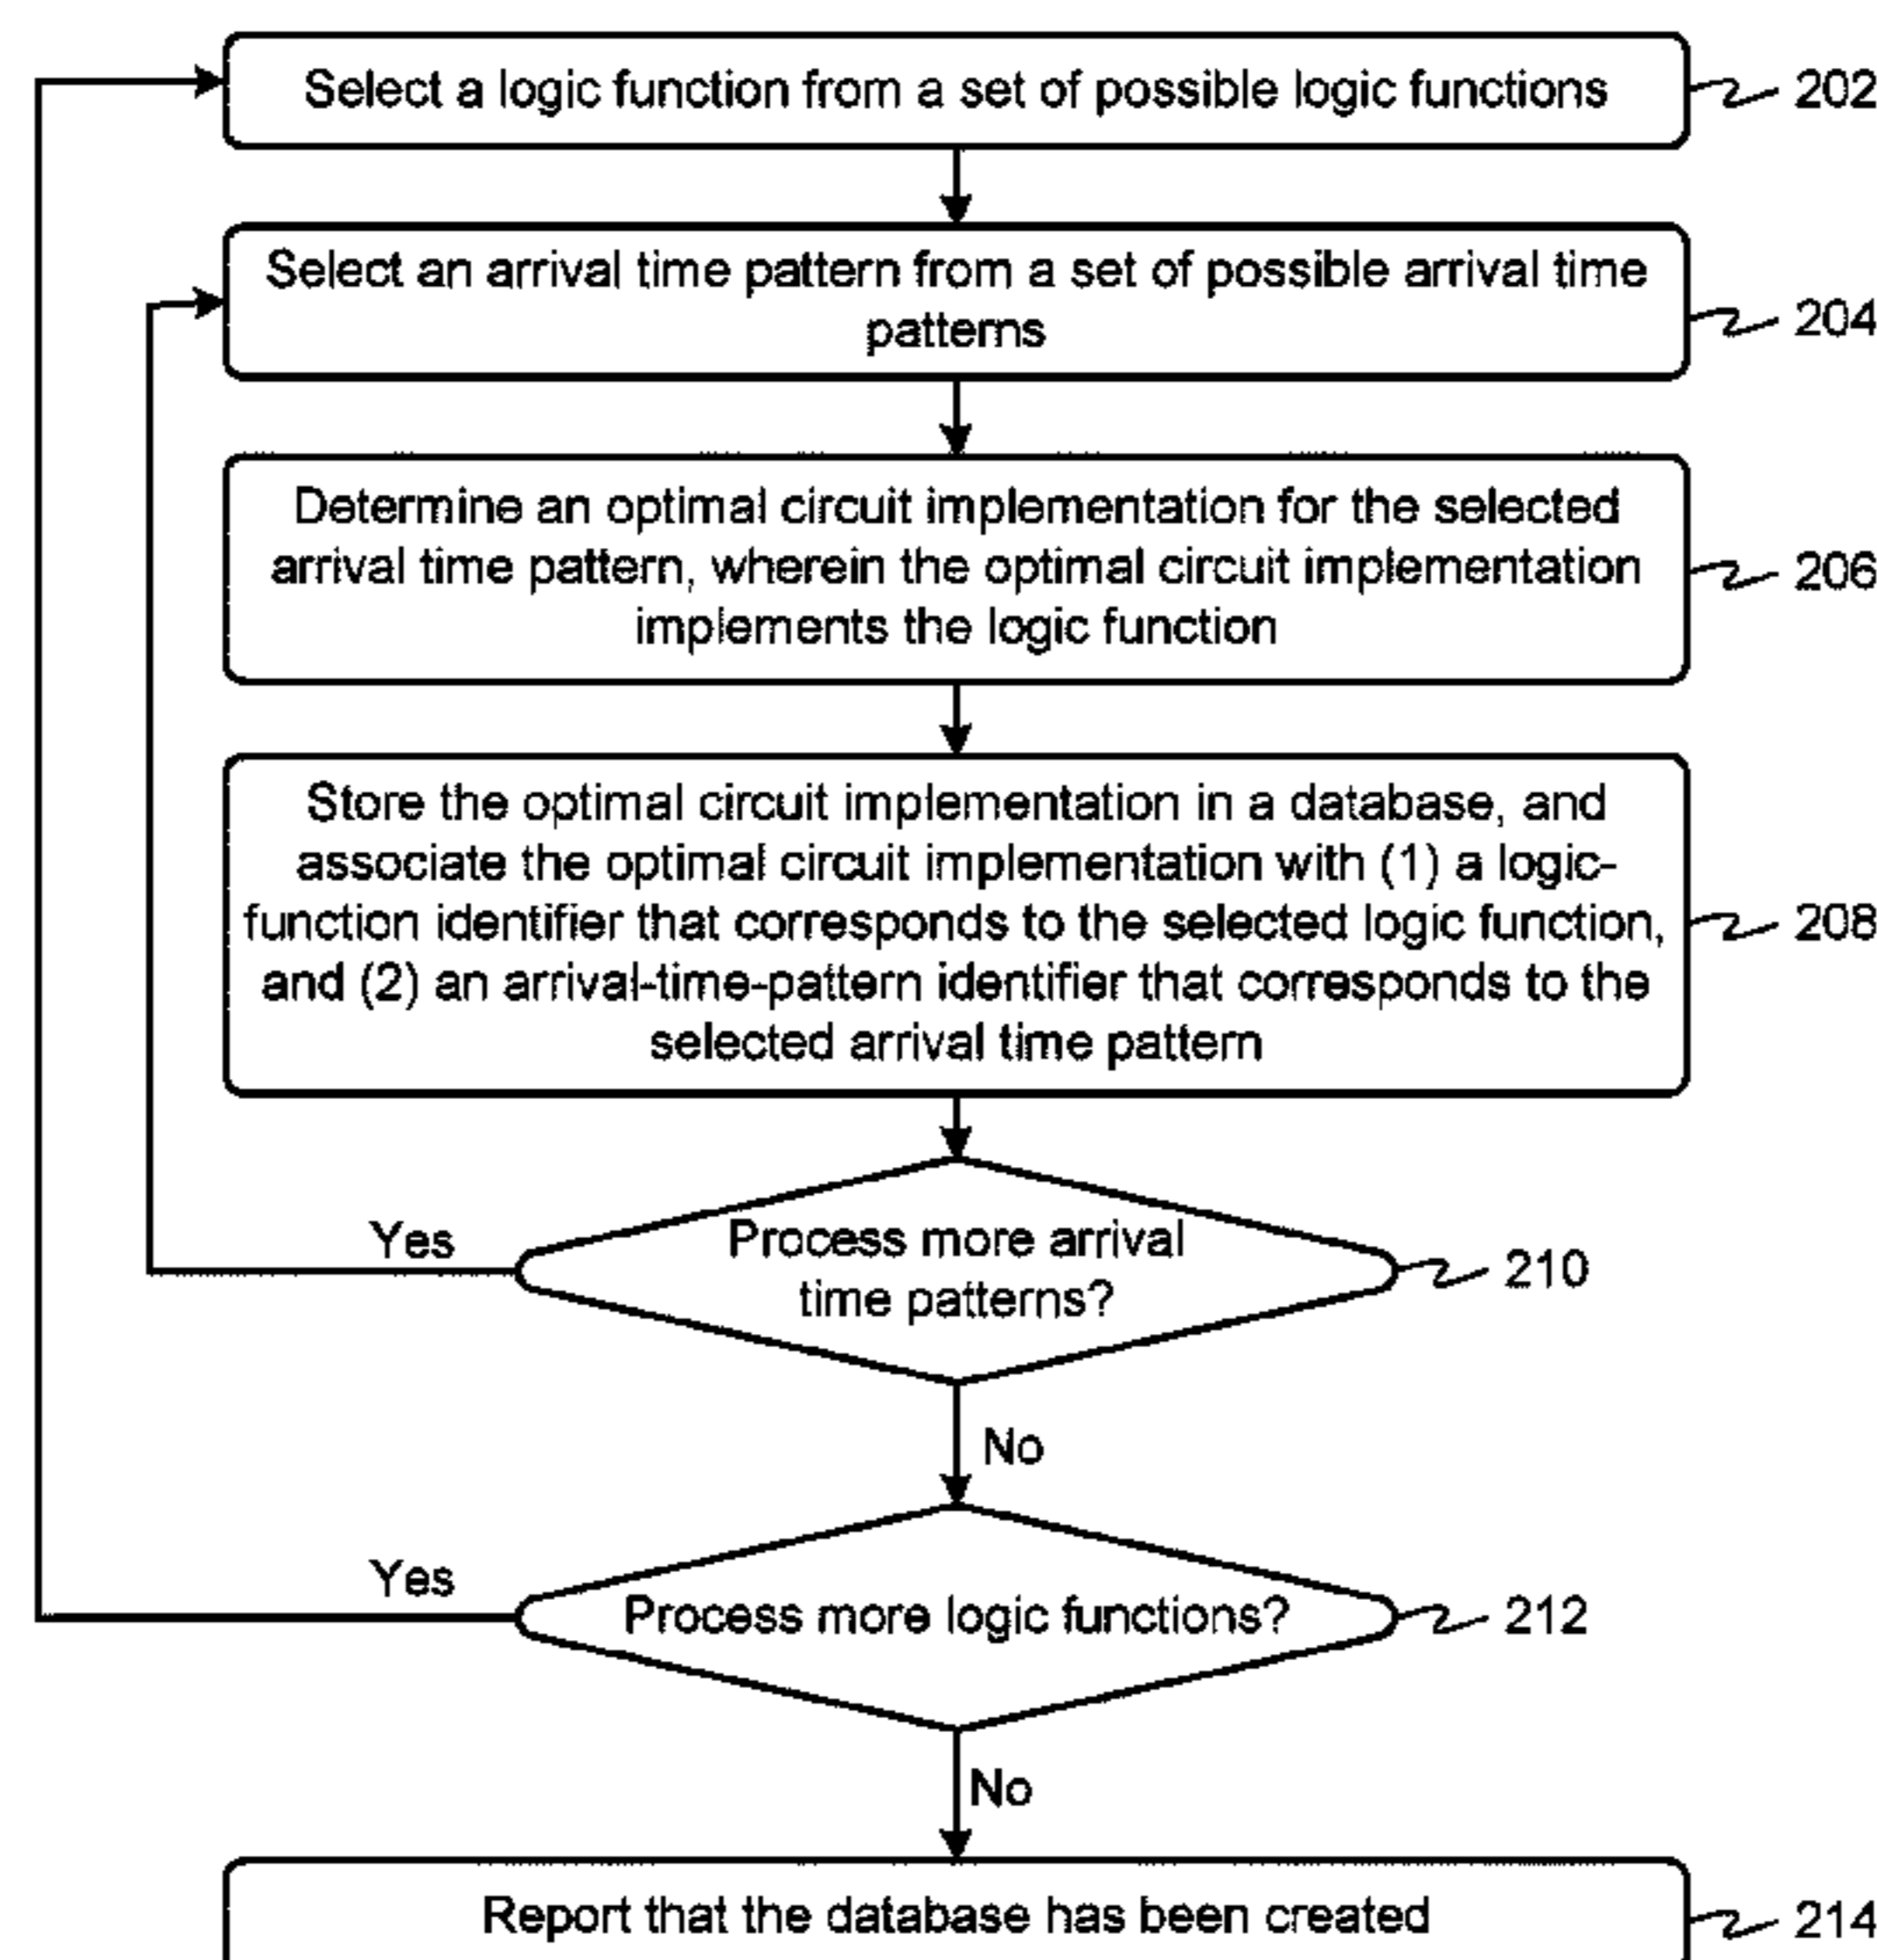 Select a logic function from a set of possible logic functions
202
Select an arrival time pattern from a set of possible arrival time
patterns
204
Determine an optimal circuit implementation for the selected
arrival time pattern, wherein the optimal circuit implementation
implements the logic function
206
Store the optimal circuit implementation in a database, and
associate the optimal circuit implementation with (1) a logic-
function identifier that corresponds to the selected logic function,
and (2) an arrival-time-pattern identifier that corresponds to the
selected arrival time pattern
208
Yes
Process more arrival
time patterns?
210
No
Yes
Process more logic functions?
212
No
Report that the database has been created
214